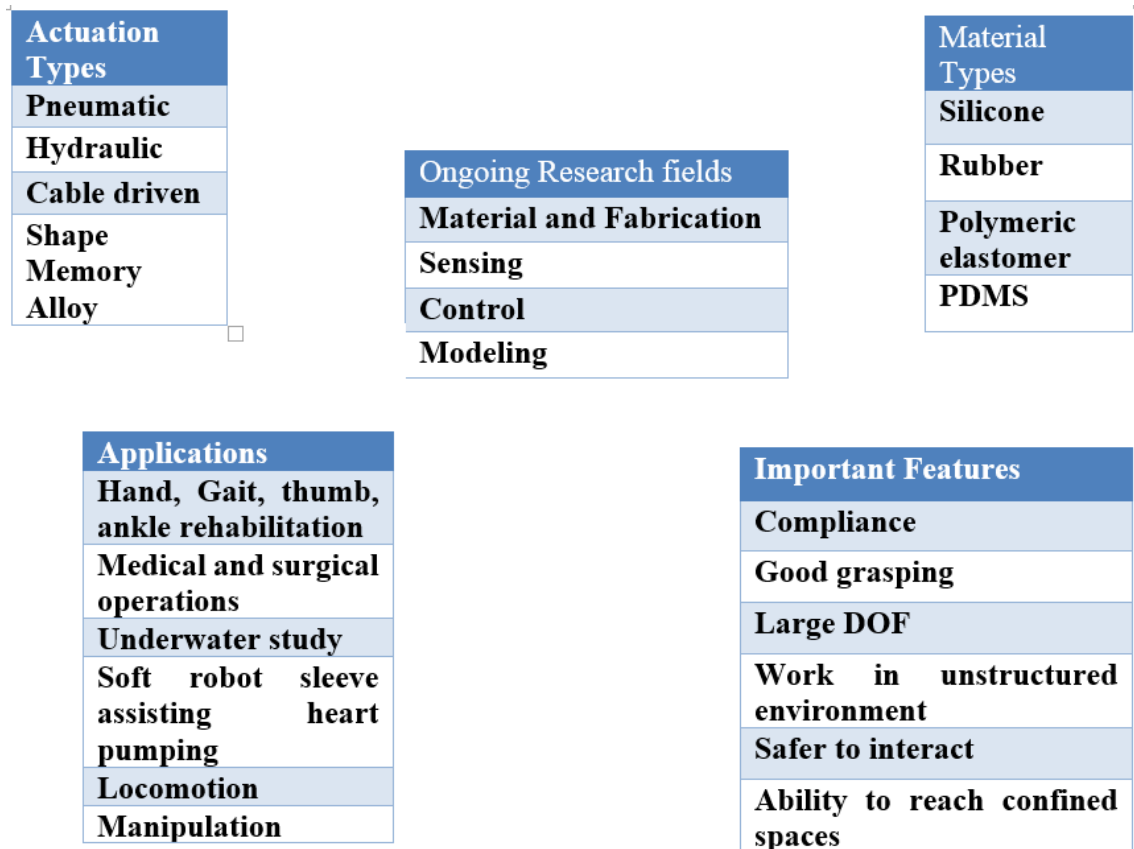 Actuation
Types
Pneumatic
Hydraulic
Cable driven
Shape
Memory
Alloy
Material
Types
Silicone
Rubber
Polymeric
elastomer
PDMS
Ongoing Research fields
Material and Fabrication
Sensing
Control
Modeling
Applications
Hand, Gait, thumb,
ankle rehabilitation
Medical and surgical
operations
Underwater study
Soft robot sleeve
assisting heart
pumping
Locomotion
Manipulation
Important Features
Compliance
Good grasping
Large DOF
Work in unstructured
environment
Safer to interact
Ability to reach confined
spaces